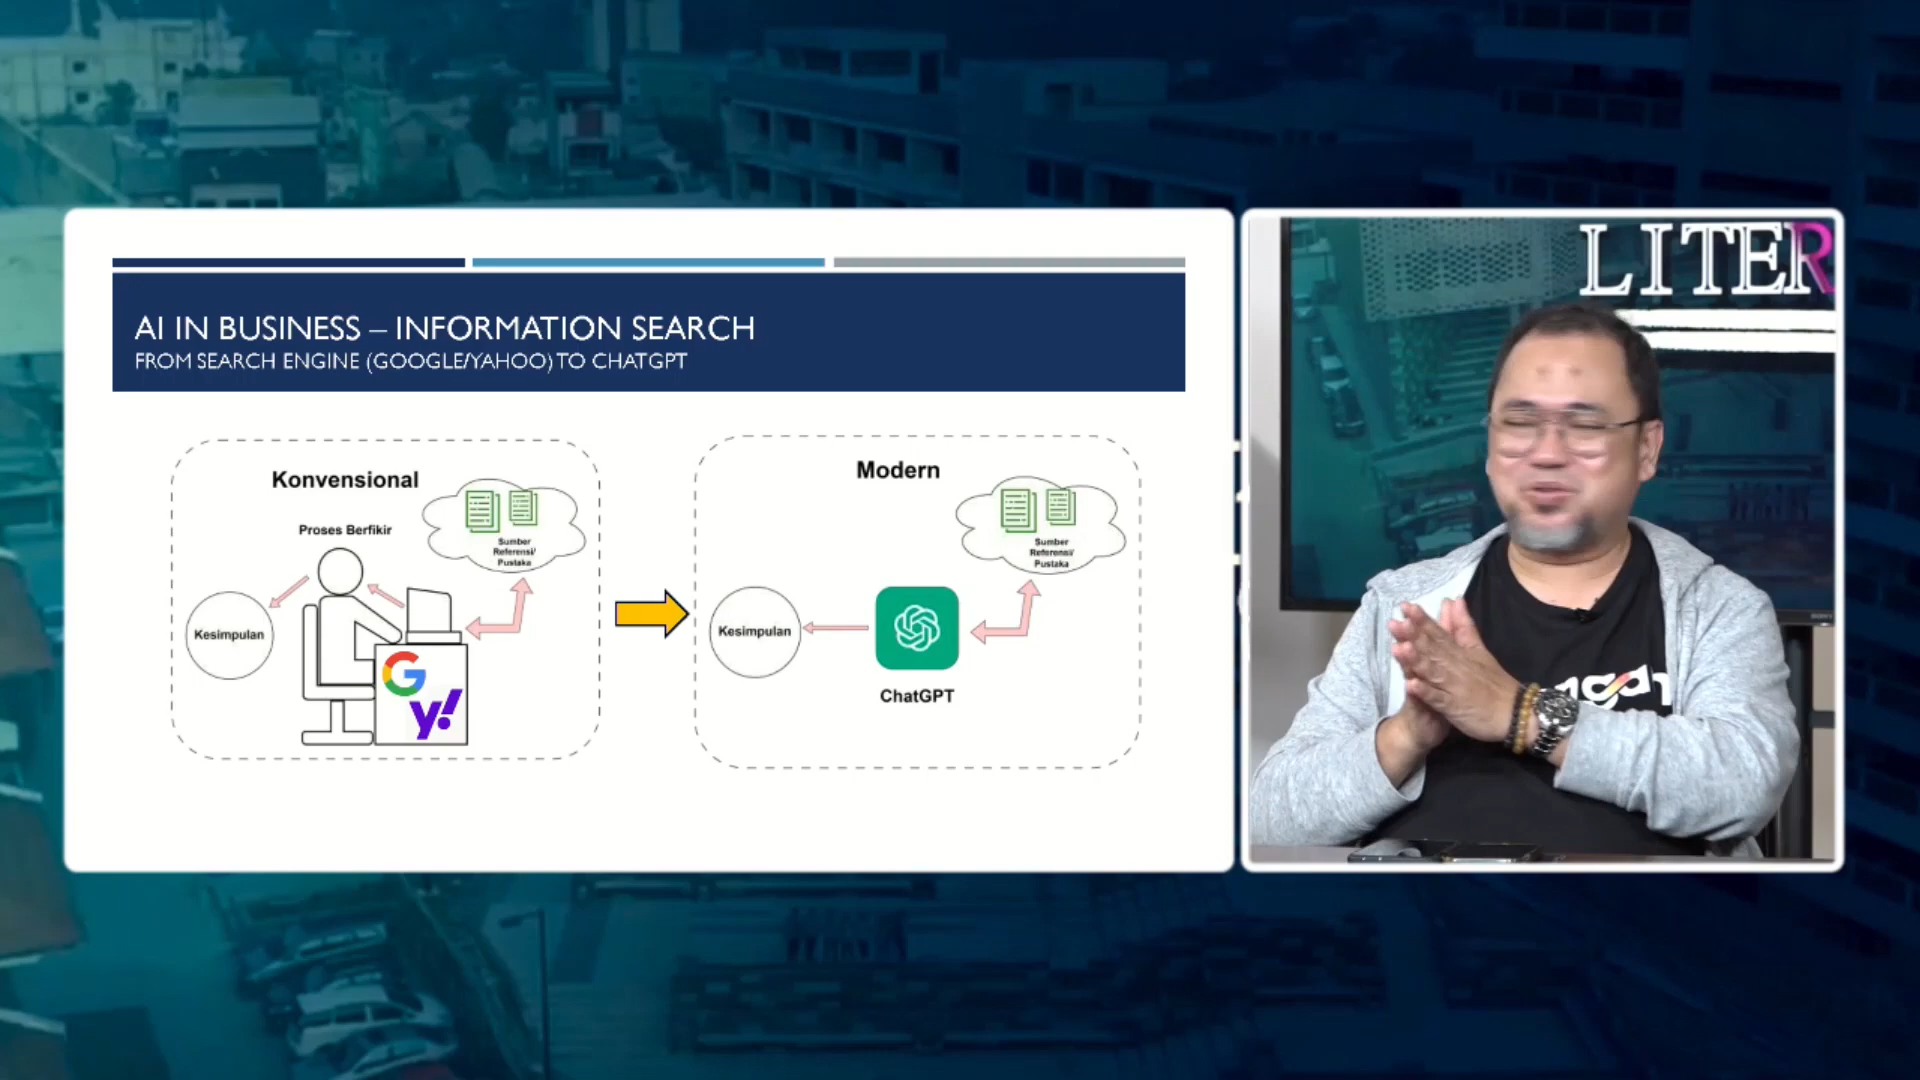 AI IN BUSINESS – INFORMATION SEARCH
FROM SEARCH ENGINE (GOOGLE/YAHOO) TO CHATGPT
Konvensional
Proses Berfikir
Sumber
Referensi/
Pustaka
Kesimpulan
G
y!
Modern
Sumber
Referensi/
Pustaka
Kesimpulan
ChatGPT
LITER